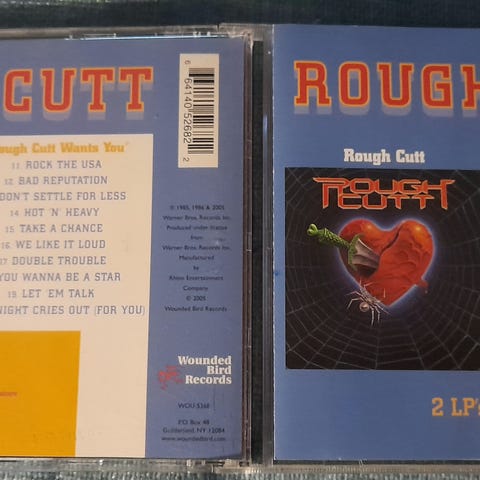 CUTT
ough Cutt Wants You"
11 ROCK THE USA
12 BAD REPUTATION
DON'T SETTLE FOR LESS
14 HOT 'N' HEAVY
15 TAKE A CHANCE
16 WE LIKE IT LOUD
17 DOUBLE TROUBLE
YOU WANNA BE A STAR
19 LET 'EM TALK
NIGHT CRIES OUT (FOR YOU)
6 64140 52682 2
℗ 1985, 1986 & 2005
Warner Bros. Records Inc.
Produced under license
from
Warner Bros. Records Inc.
Manufactured
by
Rhino Entertainment
Company
© 2005
Wounded Bird Records
Wounded
Bird
Records
WOU-5268
P.O. Box 48
Guilderland, NY 12084
www.woundedbird.com
ROUGH
Rough Cutt
ROUGH
CUTT
2 LP's